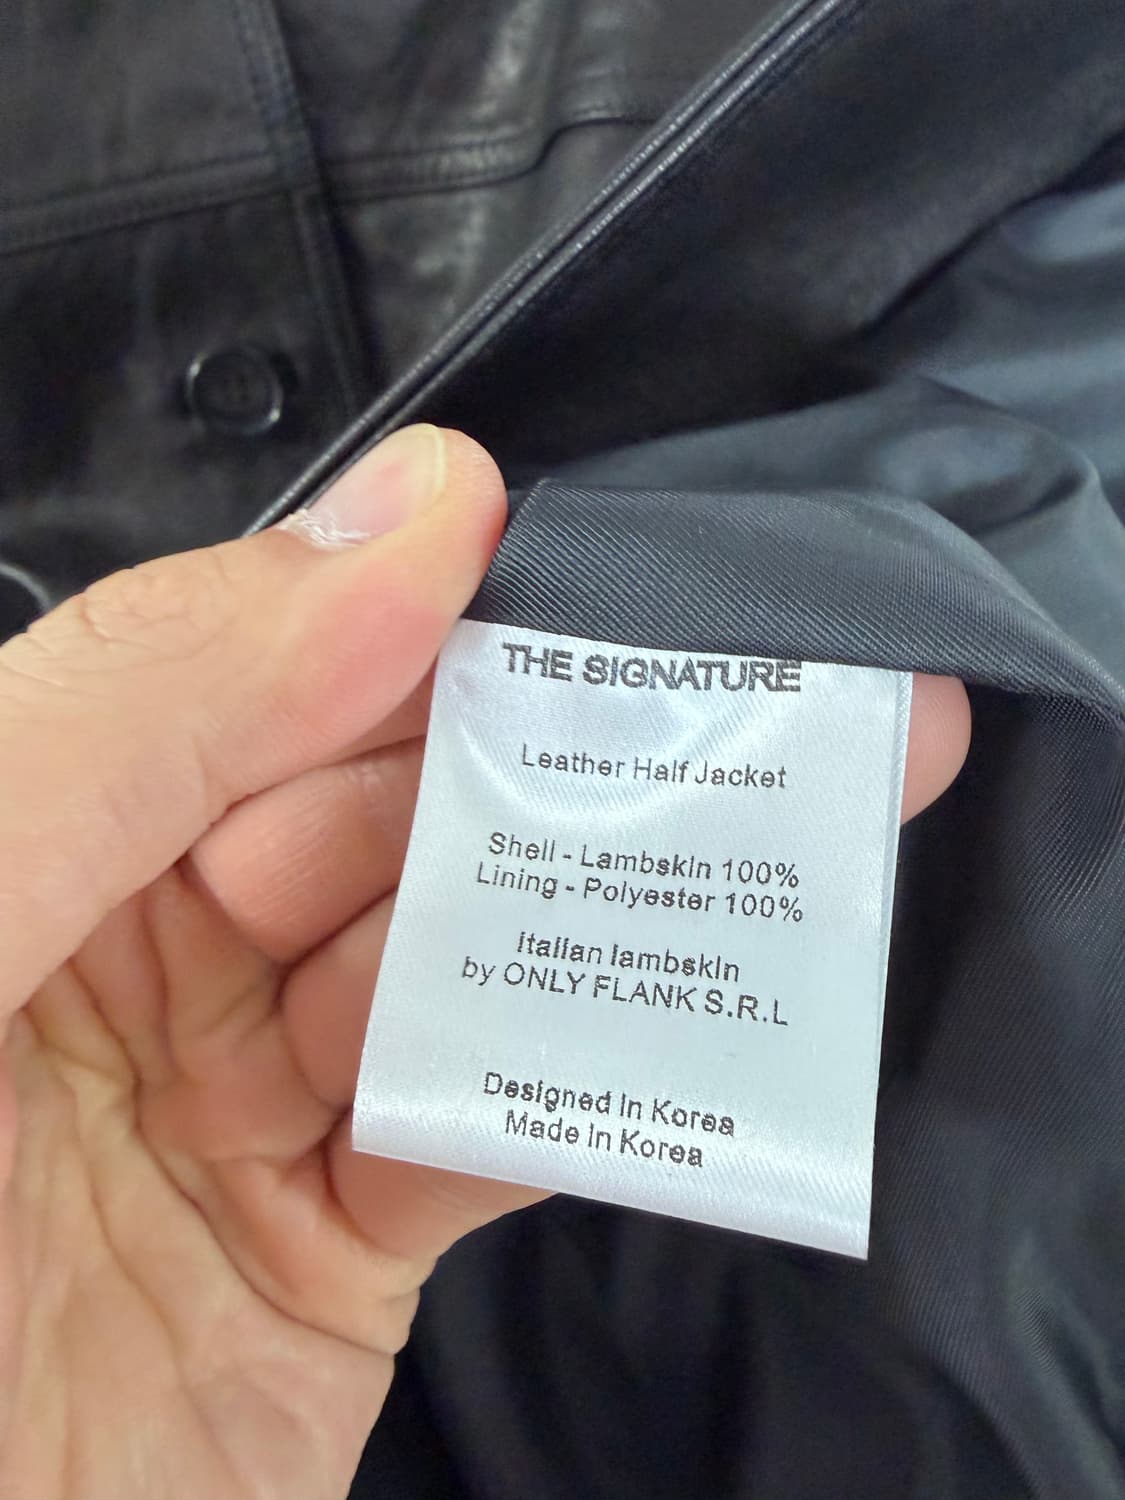 THE SIGNATURE
Leather Half Jacket
Shell - Lambskin 100%
Lining - Polyester 100%
Italian lambskin
by ONLY FLANK S.R.L
Designed in Korea
Made in Korea